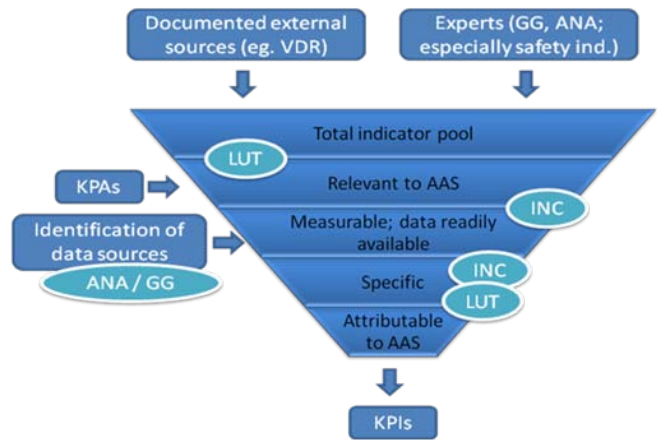 Documented external
sources (eg. VDR)
Experts (GG, ANA;
especially safety ind.)
Total indicator pool
LUT
KPAs
Relevant to AAS
INC
Identification of
data sources
ANA / GG
Measurable; data readily
available
INC
Specific
LUT
Attributable
to AAS
KPIs